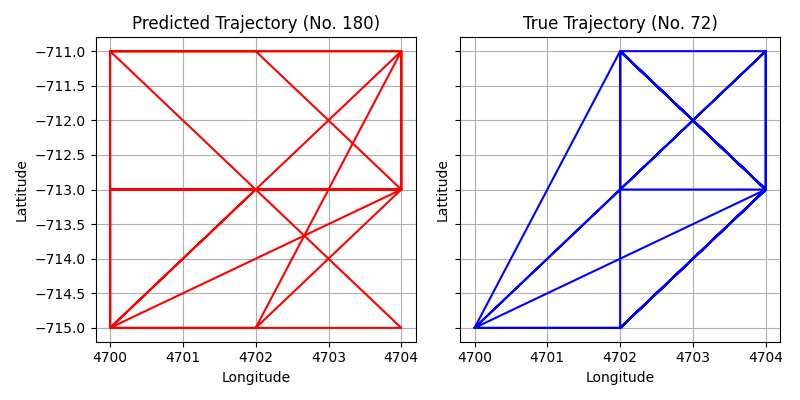 Predicted Trajectory (No. 180)
True Trajectory (No. 72)
−711.0
−711.5
−712.0
−712.5
−713.0
−713.5
−714.0
−714.5
−715.0
Lattitude
Lattitude
4700 4701 4702 4703 4704
4700 4701 4702 4703 4704
Longitude
Longitude